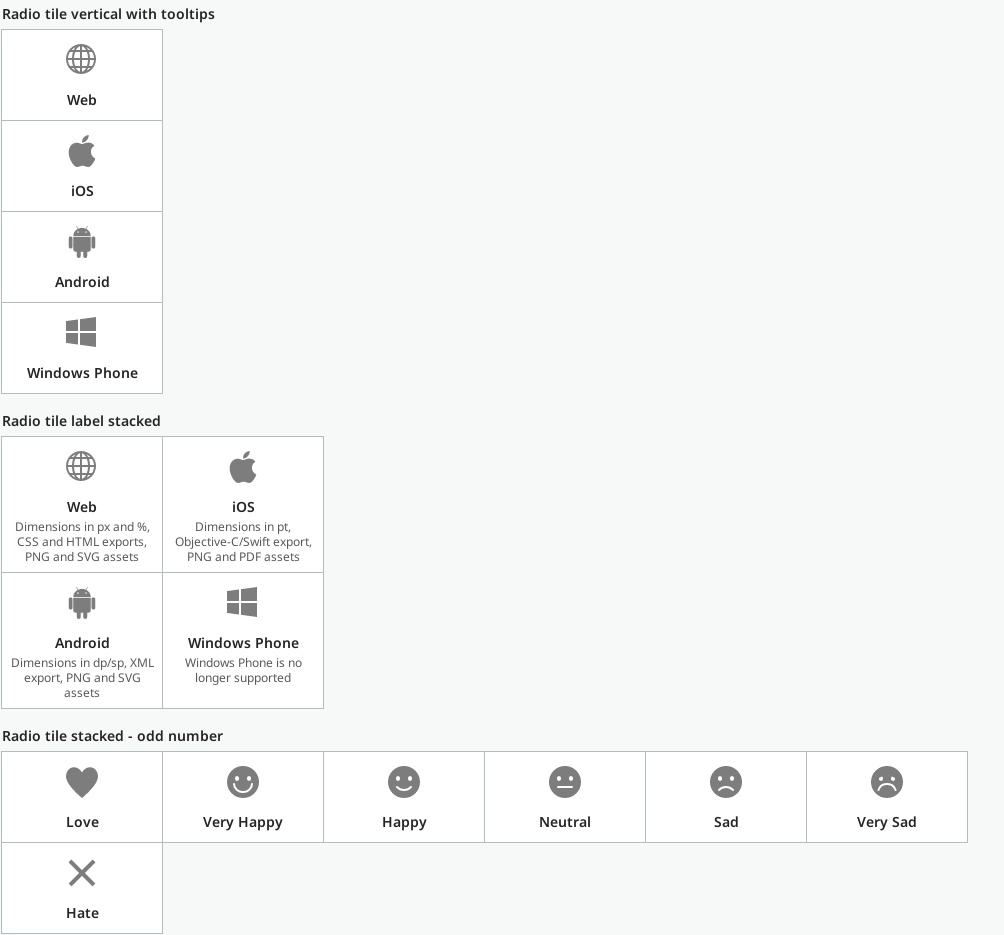 Radio tile vertical with tooltips
Web
iOS
Android
Windows Phone
Radio tile label stacked
Web
Dimensions in px and %,
CSS and HTML exports,
PNG and SVG assets
iOS
Dimensions in pt,
Objective-C/Swift export,
PNG and PDF assets
Android
Dimensions in dp/sp, XML
export, PNG and SVG
assets
Windows Phone
Windows Phone is no
longer supported
Radio tile stacked - odd number
Love
Very Happy
Happy
Neutral
Sad
Very Sad
Hate